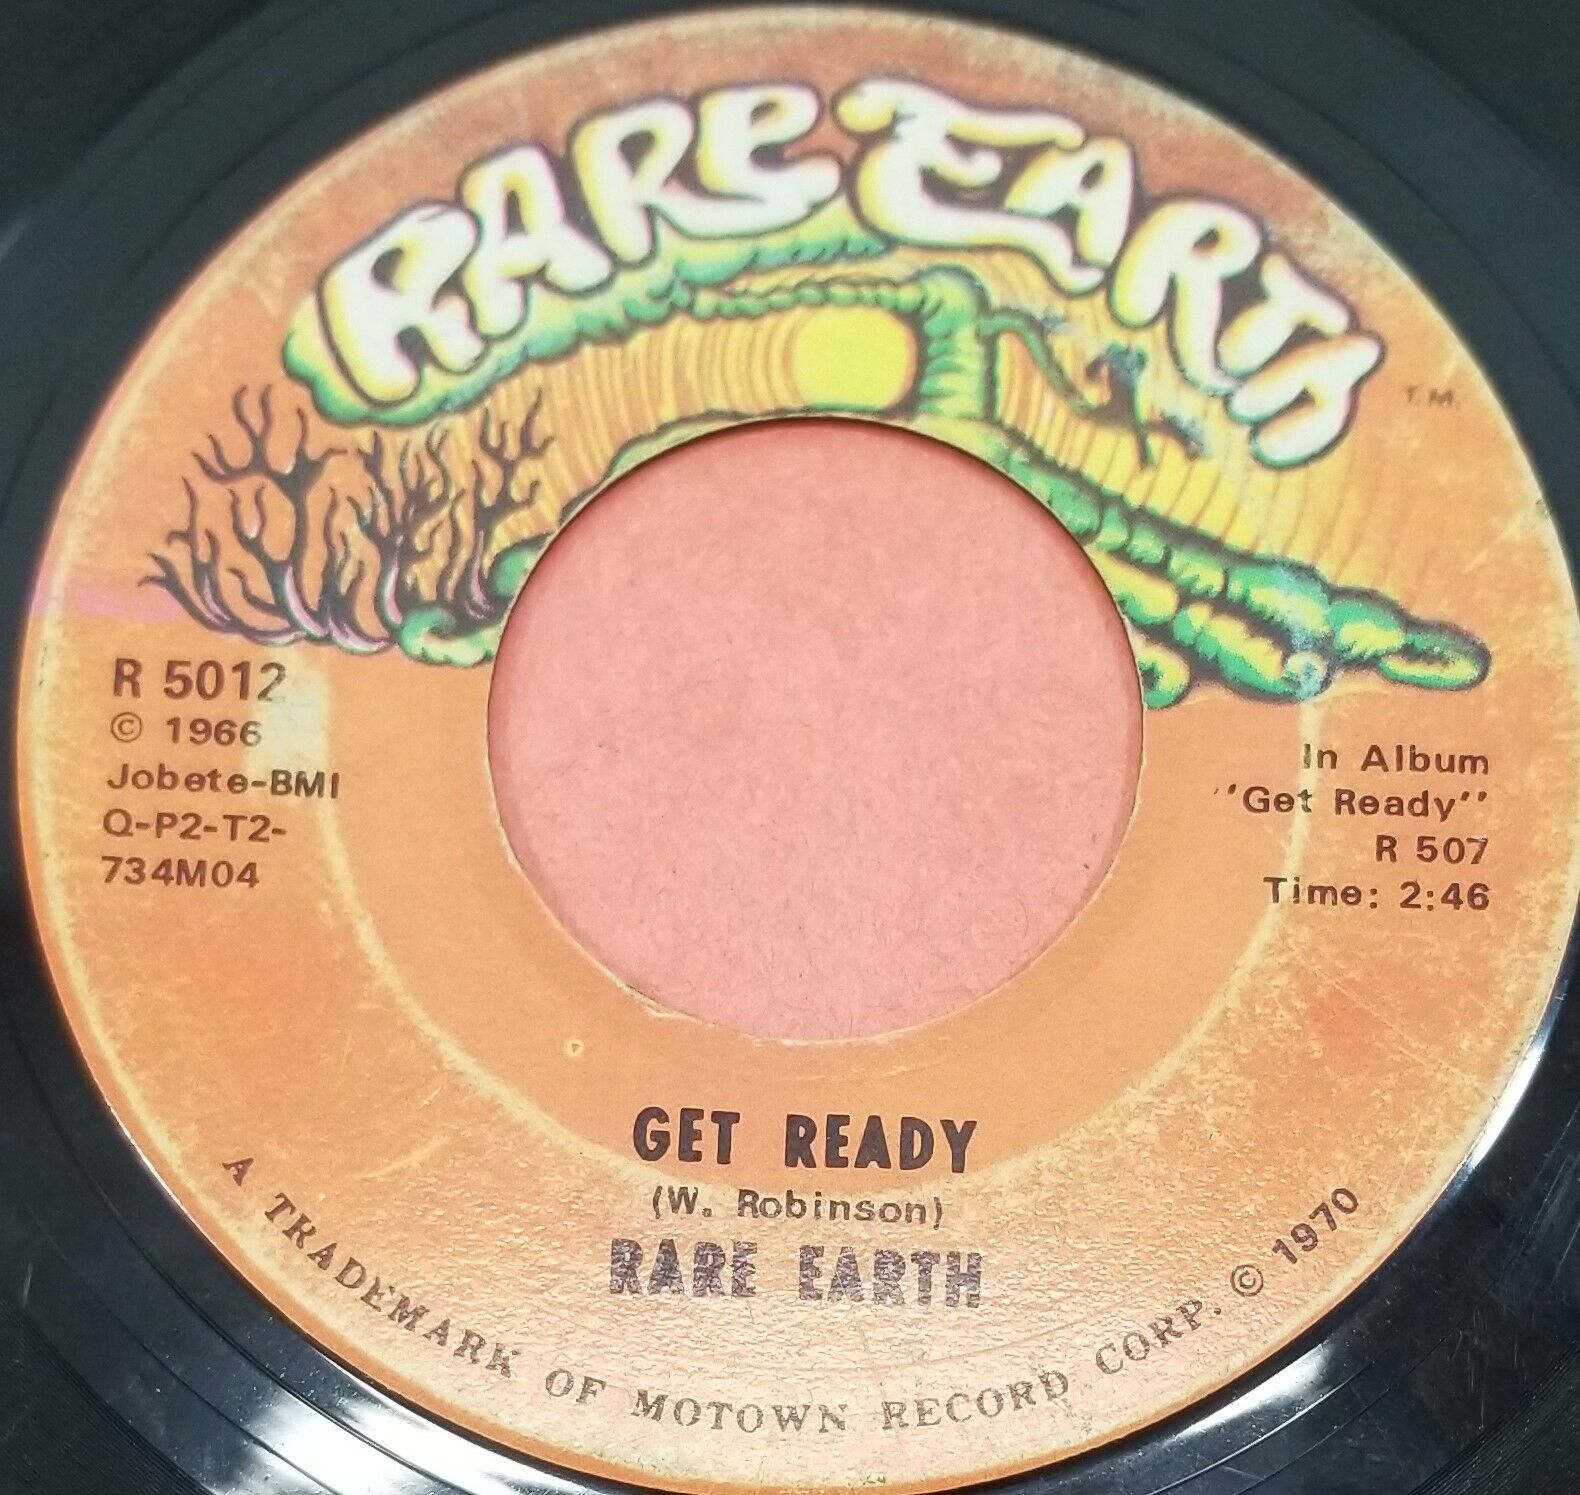 RARE EARTH
T.M.
R 5012
© 1966
Jobete-BMI
Q-P2-T2-
734M04
In Album
"Get Ready"
R 507
Time: 2:46
GET READY
(W. Robinson)
RARE EARTH
A TRADEMARK OF MOTOWN RECORD CORP. © 1970